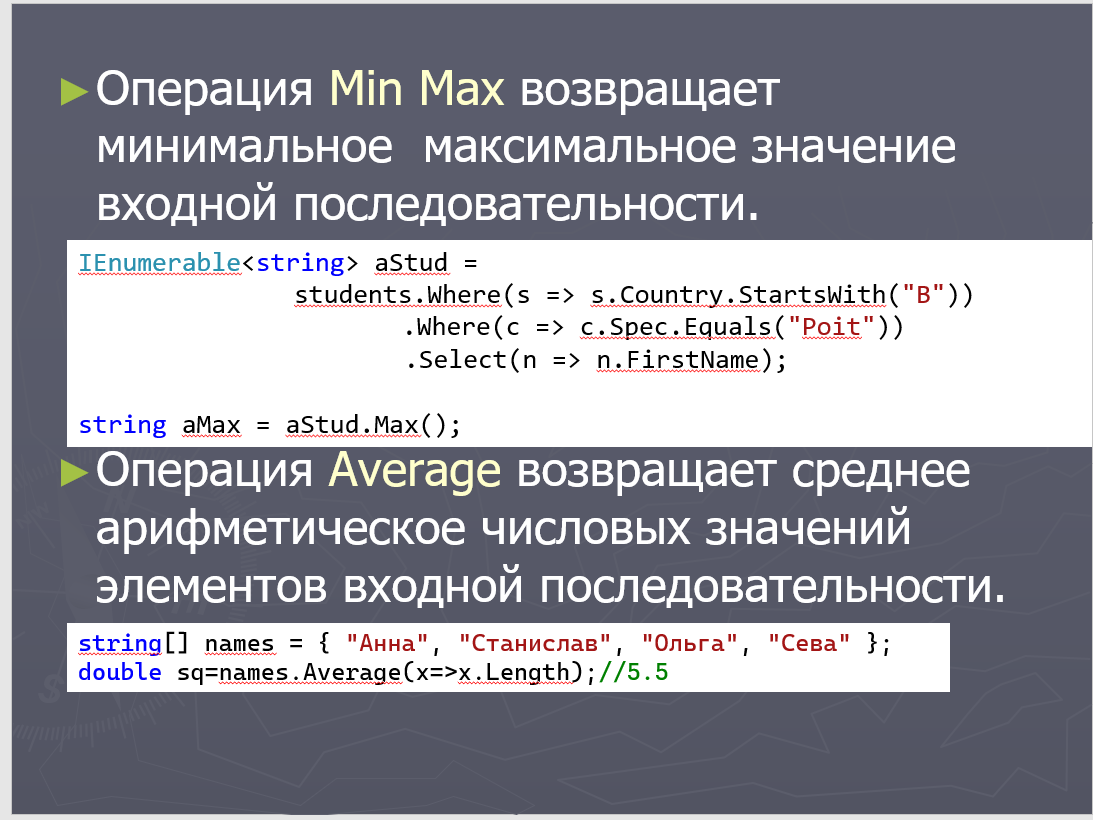 Операция Min Max возвращает
минимальное  максимальное значение
входной последовательности.
IEnumerable<string> aStud =
students.Where(s => s.Country.StartsWith("B"))
.Where(c => c.Spec.Equals("Poit"))
.Select(n => n.FirstName);
string aMax = aStud.Max();
Операция Average возвращает среднее
арифметическое числовых значений
элементов входной последовательности.
string[] names = { "Анна", "Станислав", "Ольга", "Сева" };
double sq=names.Average(x=>x.Length);//5.5